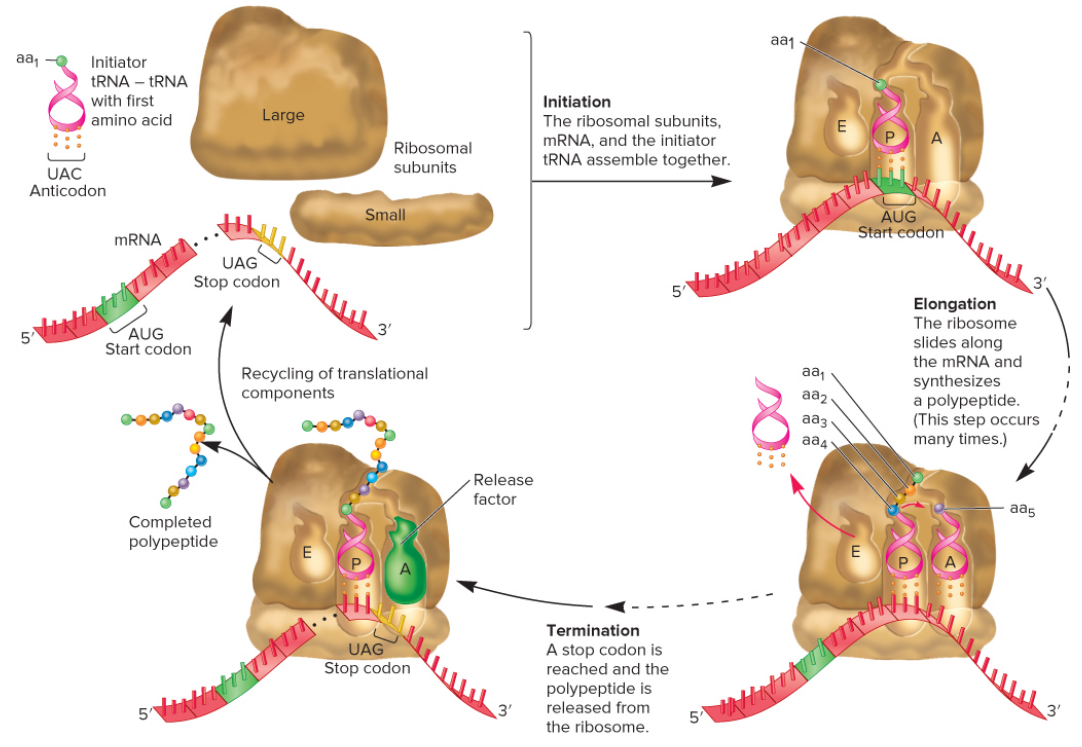 aa1
Initiator
tRNA – tRNA
with first
amino acid
UAC
Anticodon
Large
Ribosomal
subunits
Small
mRNA
UAG
Stop codon
5′
AUG
Start codon
3′
Initiation
The ribosomal subunits,
mRNA, and the initiator
tRNA assemble together.
aa1
E
P
A
AUG
Start codon
5′
3′
Elongation
The ribosome
slides along
the mRNA and
synthesizes
a polypeptide.
(This step occurs
many times.)
aa1
aa2
aa3
aa4
aa5
E
P
A
5′
3′
Termination
A stop codon is
reached and the
polypeptide is
released from
the ribosome.
Release
factor
E
P
A
UAG
Stop codon
5′
3′
Completed
polypeptide
Recycling of translational
components